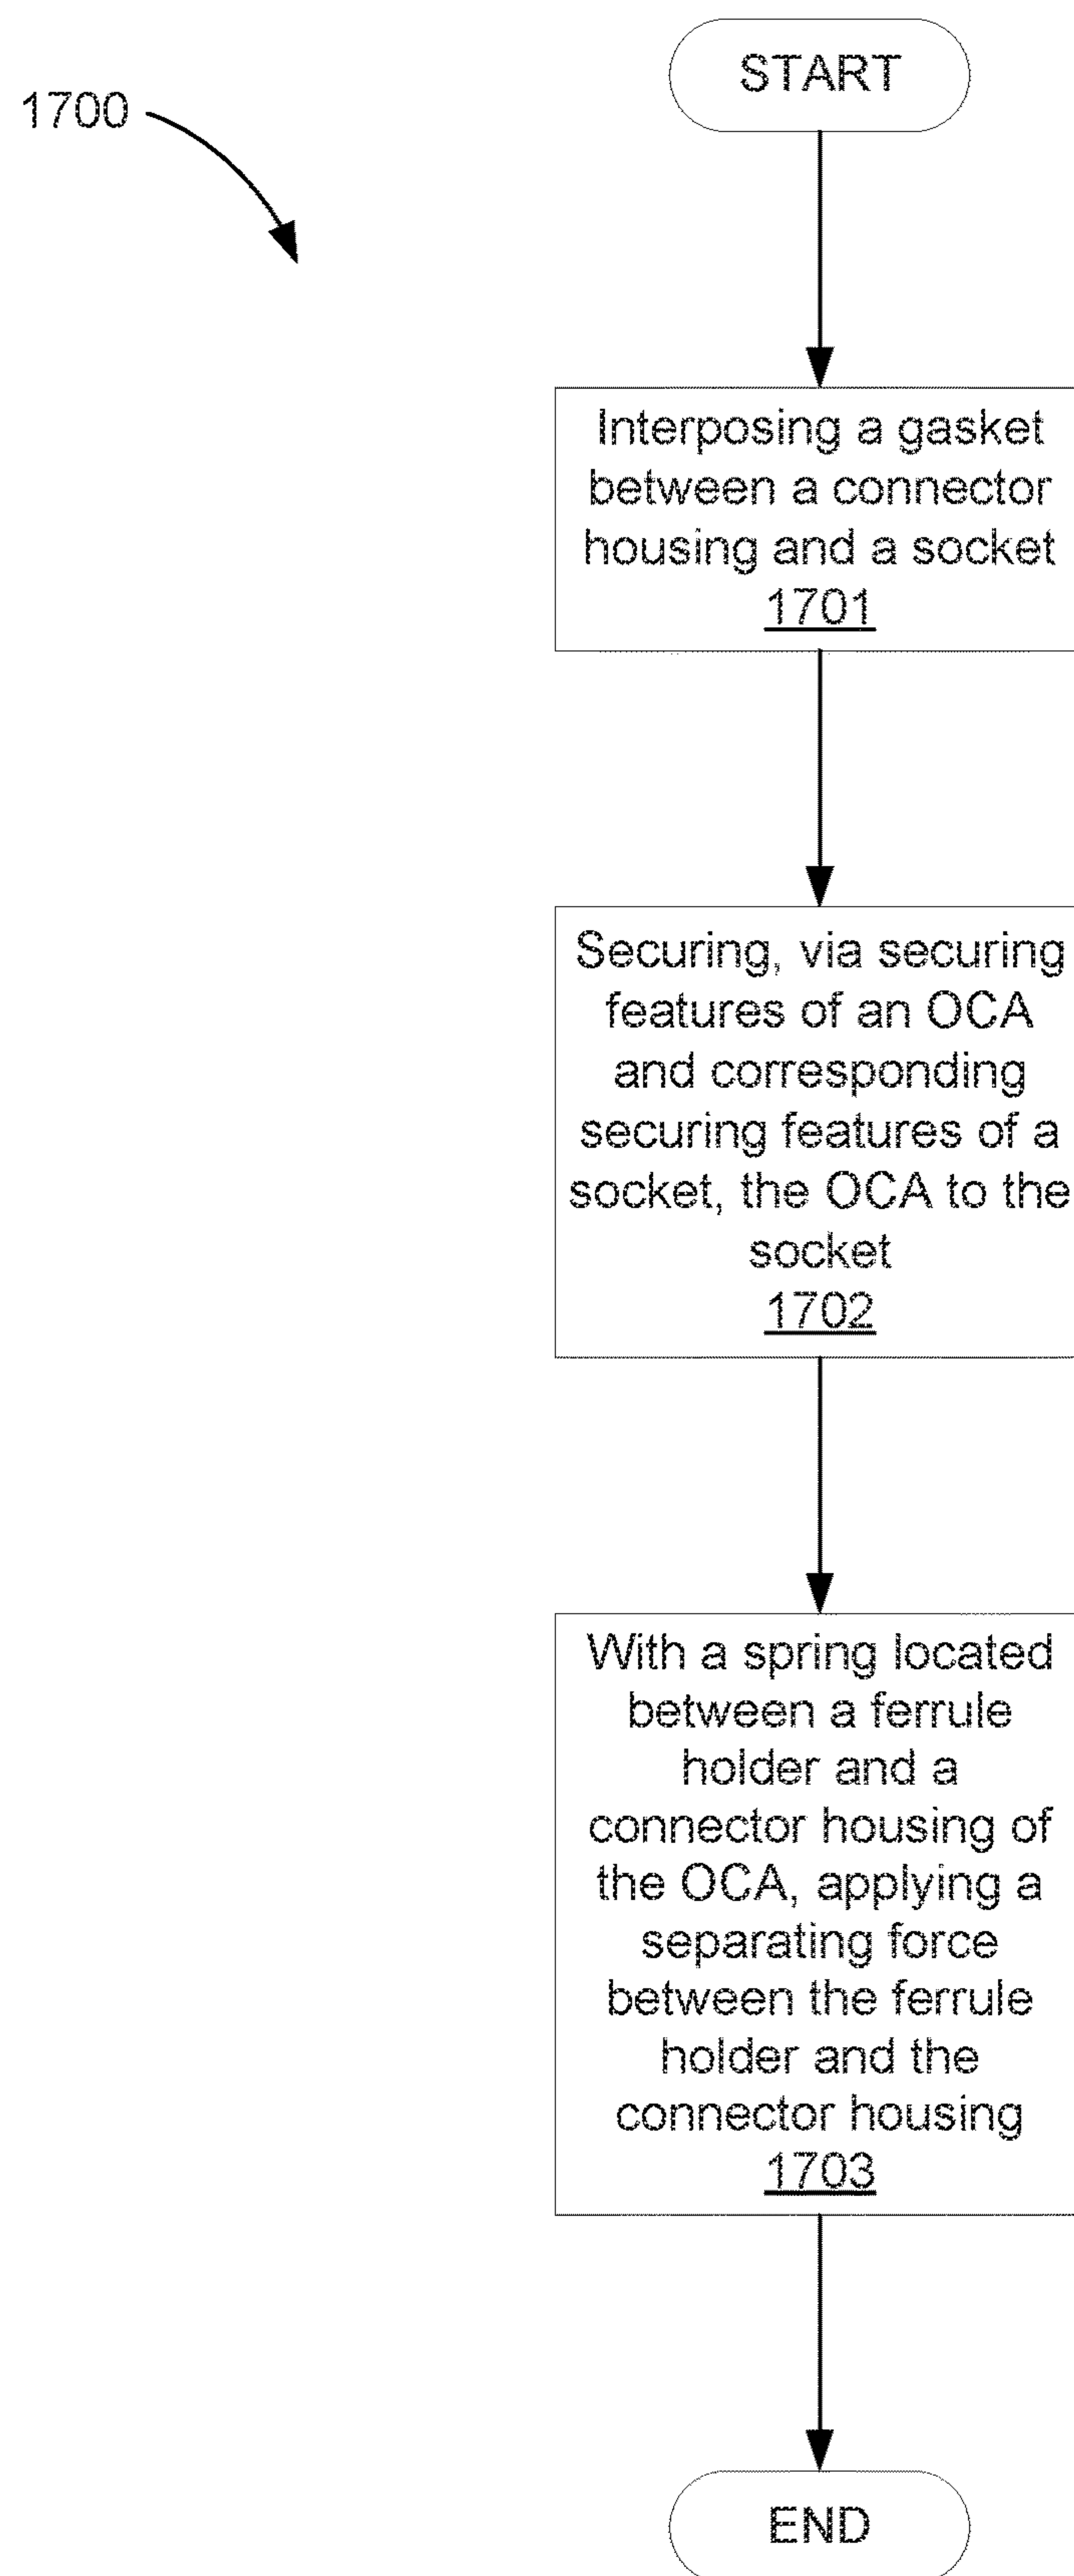 START
1700
Interposing a gasket
between a connector
housing and a socket
1701
Securing, via securing
features of an OCA
and corresponding
securing features of a
socket, the OCA to the
socket
1702
With a spring located
between a ferrule
holder and a
connector housing of
the OCA, applying a
separating force
between the ferrule
holder and the
connector housing
1703
END